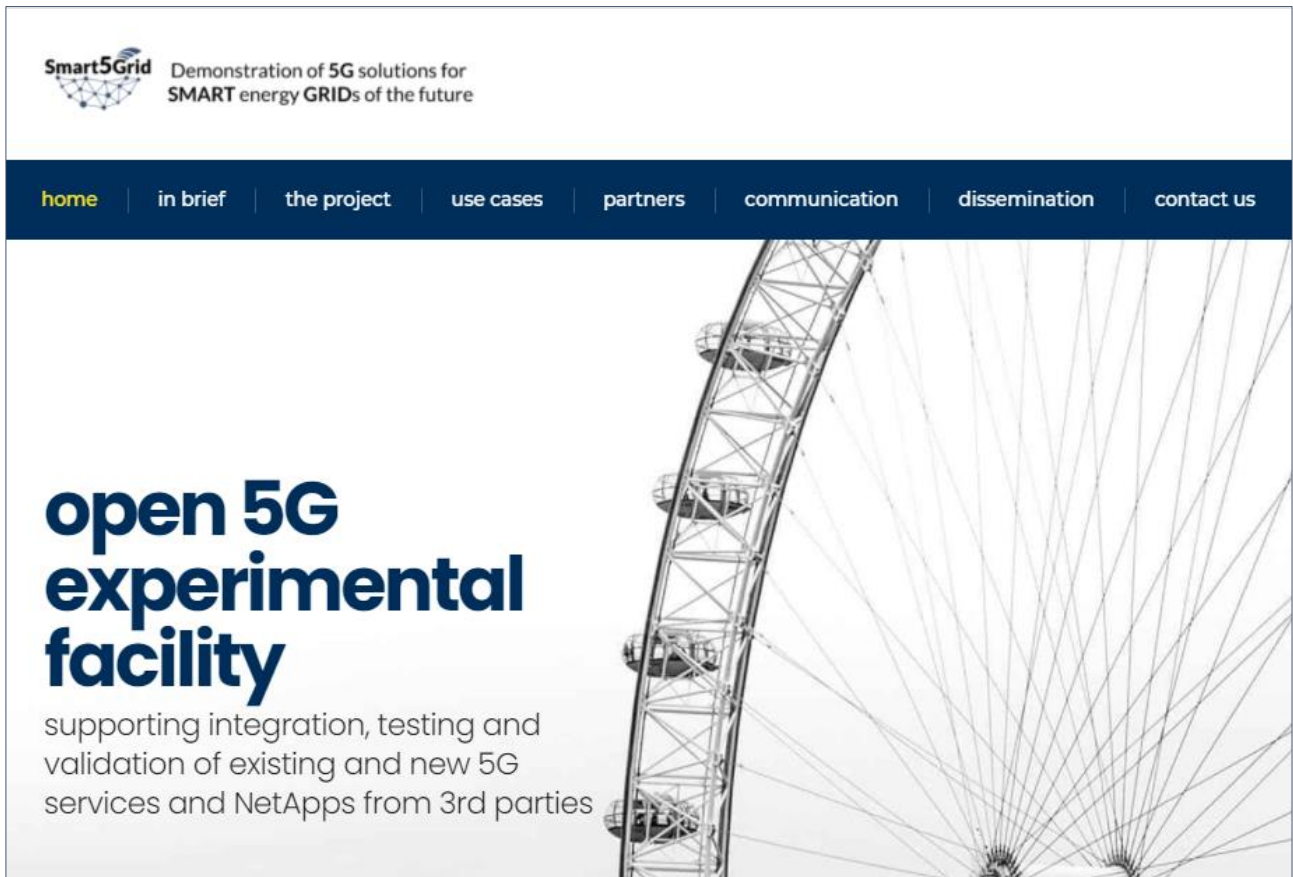 Smart5Grid
Demonstration of 5G solutions for
SMART energy GRIDs of the future
home
in brief
the project
use cases
partners
communication
dissemination
contact us
open 5G
experimental
facility
supporting integration, testing and
validation of existing and new 5G
services and NetApps from 3rd parties